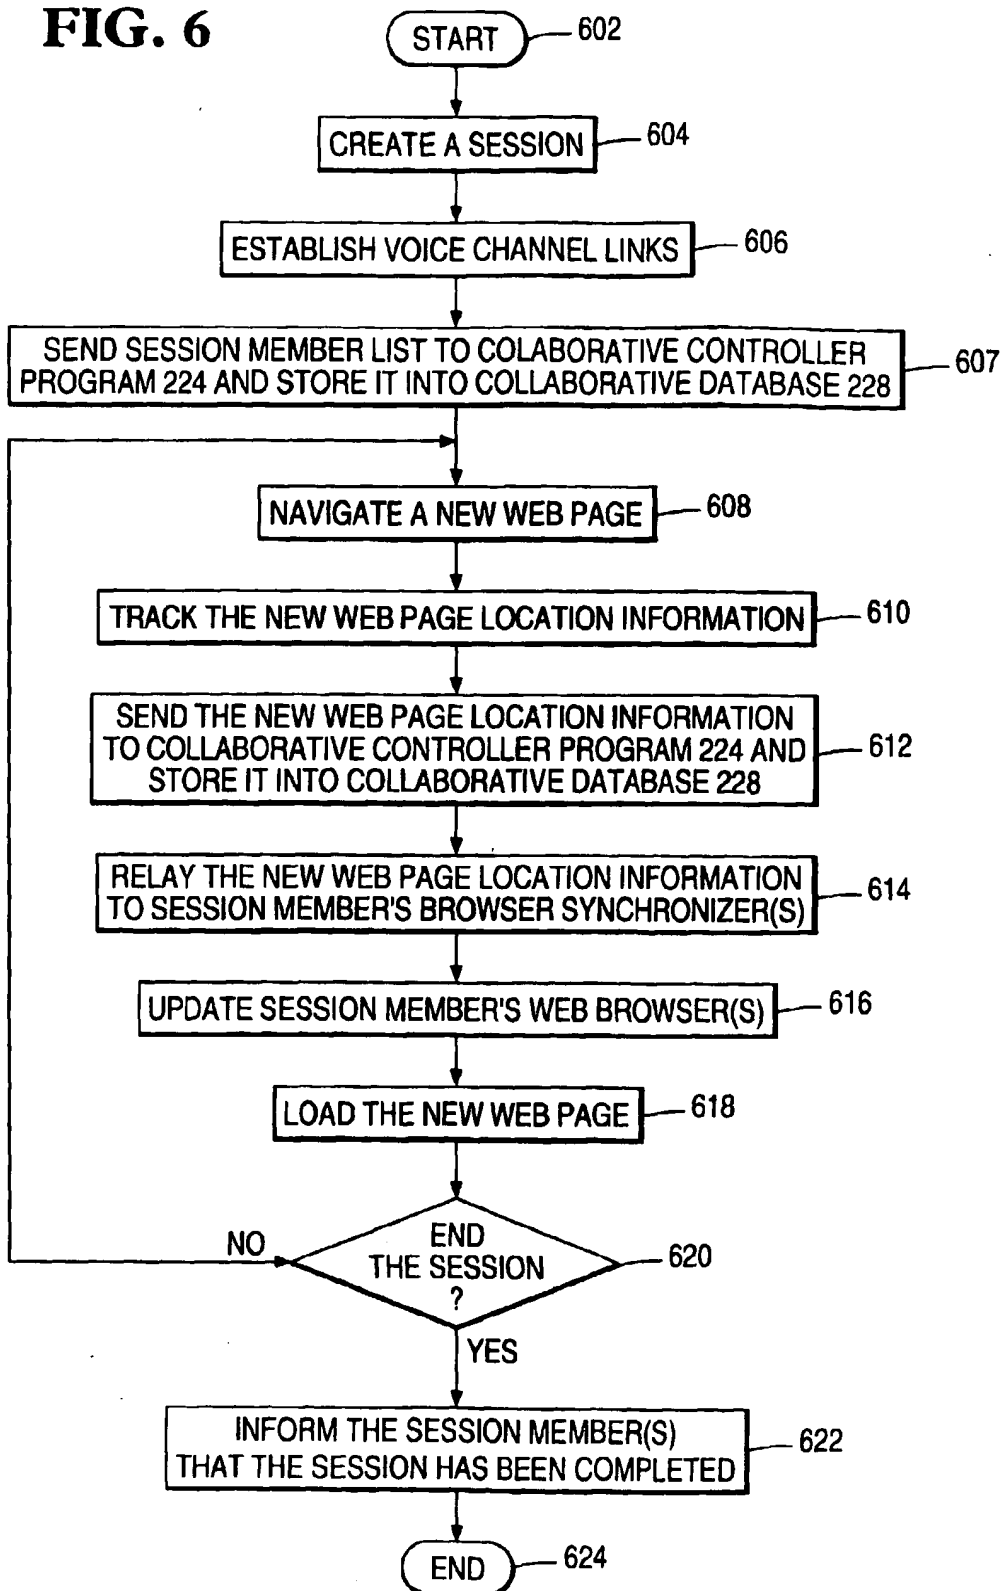 FIG. 6
START
602
CREATE A SESSION
604
ESTABLISH VOICE CHANNEL LINKS
606
SEND SESSION MEMBER LIST TO COLABORATIVE CONTROLLER
PROGRAM 224 AND STORE IT INTO COLLABORATIVE DATABASE 228
607
NAVIGATE A NEW WEB PAGE
608
TRACK THE NEW WEB PAGE LOCATION INFORMATION
610
SEND THE NEW WEB PAGE LOCATION INFORMATION
TO COLLABORATIVE CONTROLLER PROGRAM 224 AND
STORE IT INTO COLLABORATIVE DATABASE 228
612
RELAY THE NEW WEB PAGE LOCATION INFORMATION
TO SESSION MEMBER'S BROWSER SYNCHRONIZER(S)
614
UPDATE SESSION MEMBER'S WEB BROWSER(S)
616
LOAD THE NEW WEB PAGE
618
END
THE SESSION
?
620
NO
YES
INFORM THE SESSION MEMBER(S)
THAT THE SESSION HAS BEEN COMPLETED
622
END
624